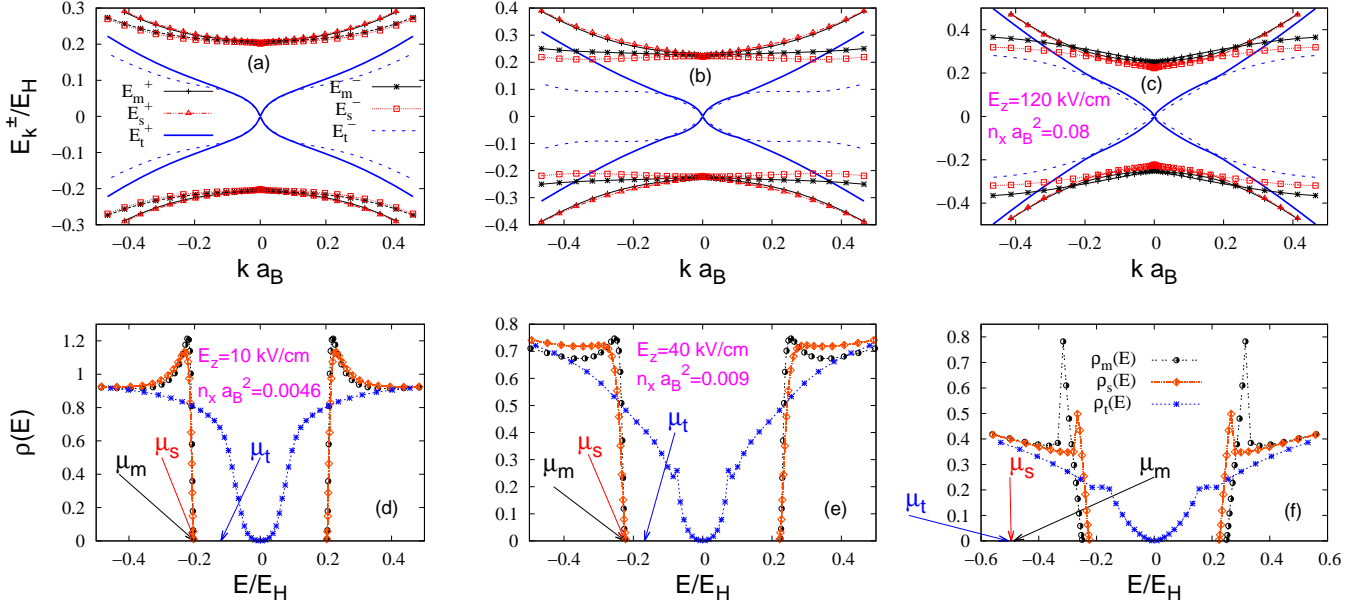 0.3
0.2
0.1
0
−0.1
−0.2
−0.3
E_k^±/E_H
(a)
E_m^+
E_s^+
E_t^+
E_m^−
E_s^−
E_t^−
−0.4 −0.2 0 0.2 0.4
k a_B
0.4
0.3
0.2
0.1
0
−0.1
−0.2
−0.3
−0.4
(b)
−0.4 −0.2 0 0.2 0.4
k a_B
0.4
0.2
0
−0.2
−0.4
(c)
E_z=120 kV/cm
n_x a_B^2=0.08
−0.4 −0.2 0 0.2 0.4
k a_B
1.2
1
0.8
0.6
0.4
0.2
0
ρ(E)
E_z=10 kV/cm
n_x a_B^2=0.0046
μ_s
μ_t
μ_m
(d)
−0.4 −0.2 0 0.2 0.4
E/E_H
0.8
0.7
0.6
0.5
0.4
0.3
0.2
0.1
0
E_z=40 kV/cm
n_x a_B^2=0.009
μ_t
μ_s
μ_m
(e)
−0.4 −0.2 0 0.2 0.4
E/E_H
0.8
0.7
0.6
0.5
0.4
0.3
0.2
0.1
0
ρ_m(E)
ρ_s(E)
ρ_t(E)
μ_s
μ_m
μ_t
(f)
−0.6 −0.4 −0.2 0 0.2 0.4 0.6
E/E_H